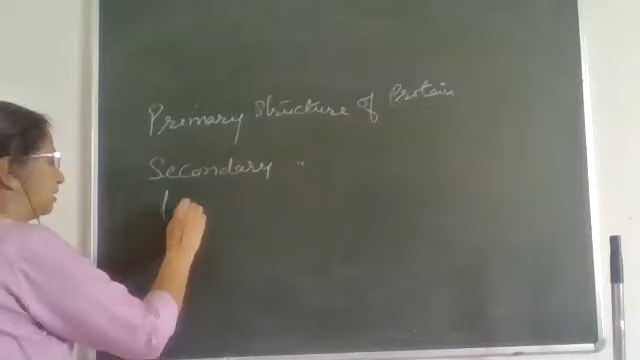 Primary Structure of Protein
Secondary "